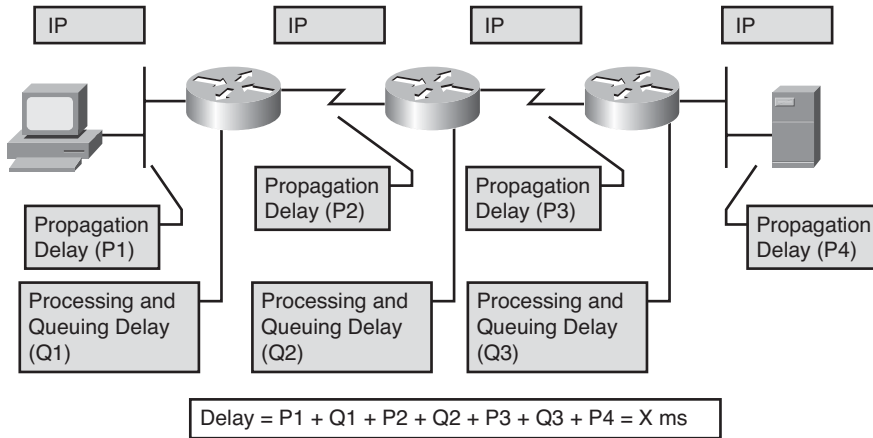 IP
IP
IP
IP
Propagation
Delay (P1)
Propagation
Delay (P2)
Propagation
Delay (P3)
Propagation
Delay (P4)
Processing and
Queuing Delay
(Q1)
Processing and
Queuing Delay
(Q2)
Processing and
Queuing Delay
(Q3)
Delay = P1 + Q1 + P2 + Q2 + P3 + Q3 + P4 = X ms